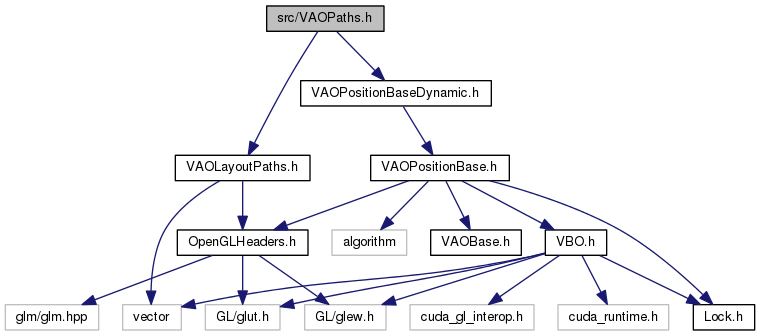 src/VAOPaths.h
VAOPositionBaseDynamic.h
VAOLayoutPaths.h
VAOPositionBase.h
OpenGLHeaders.h
algorithm
VAOBase.h
VBO.h
glm/glm.hpp
vector
GL/glut.h
GL/glew.h
cuda_gl_interop.h
cuda_runtime.h
Lock.h